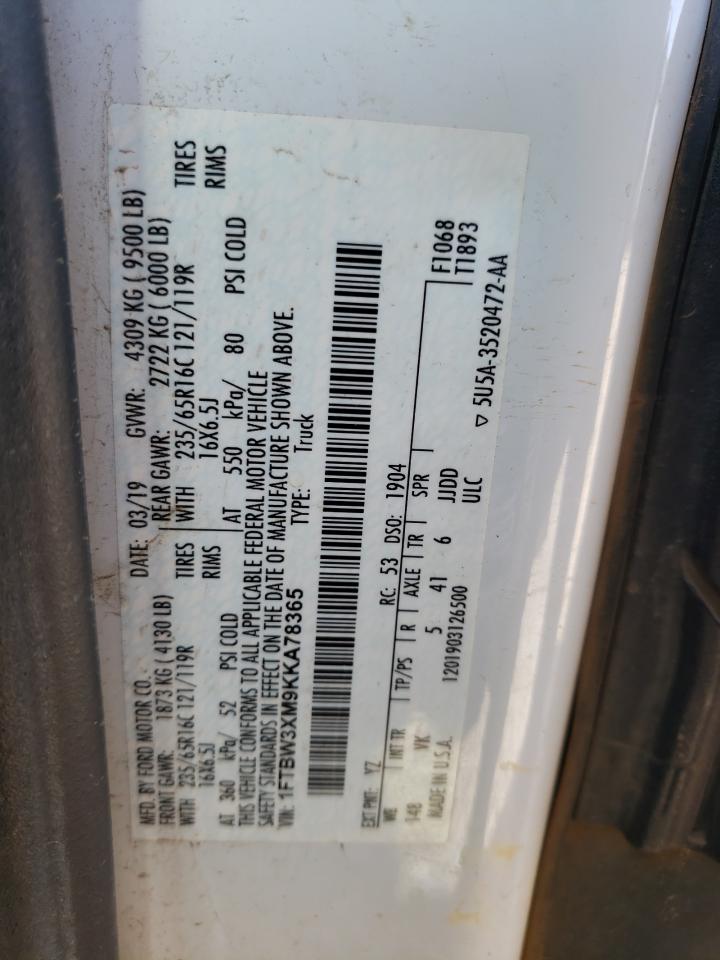 MFD. BY FORD MOTOR CO. DATE: 03/19 GVWR: 4309 KG ( 9500 LB)
FRONT GAWR: 1873 KG ( 4130 LB) REAR GAWR: 2722 KG ( 6000 LB)
WITH 235/65R16C 121/119R TIRES WITH 235/65R16C 121/119R TIRES
16X6.5J RIMS 16X6.5J RIMS
AT 360 kPa/ 52 PSI COLD AT 550 kPa/ 80 PSI COLD
THIS VEHICLE CONFORMS TO ALL APPLICABLE FEDERAL MOTOR VEHICLE
SAFETY STANDARDS IN EFFECT ON THE DATE OF MANUFACTURE SHOWN ABOVE.
VIN: 1FTBW3XM9KKA78365 TYPE: Truck
EXT PNT: YZ RC: 53 DSO: 1904
WB INT TR TP/PS R AXLE TR SPR F1068
148 VK 5 41 6 JJDD T1893
MADE IN U.S.A. 1201903126500 ULC
▽ 5U5A-3520472-AA